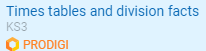 Times tables and division facts
KS3
PRODIGI